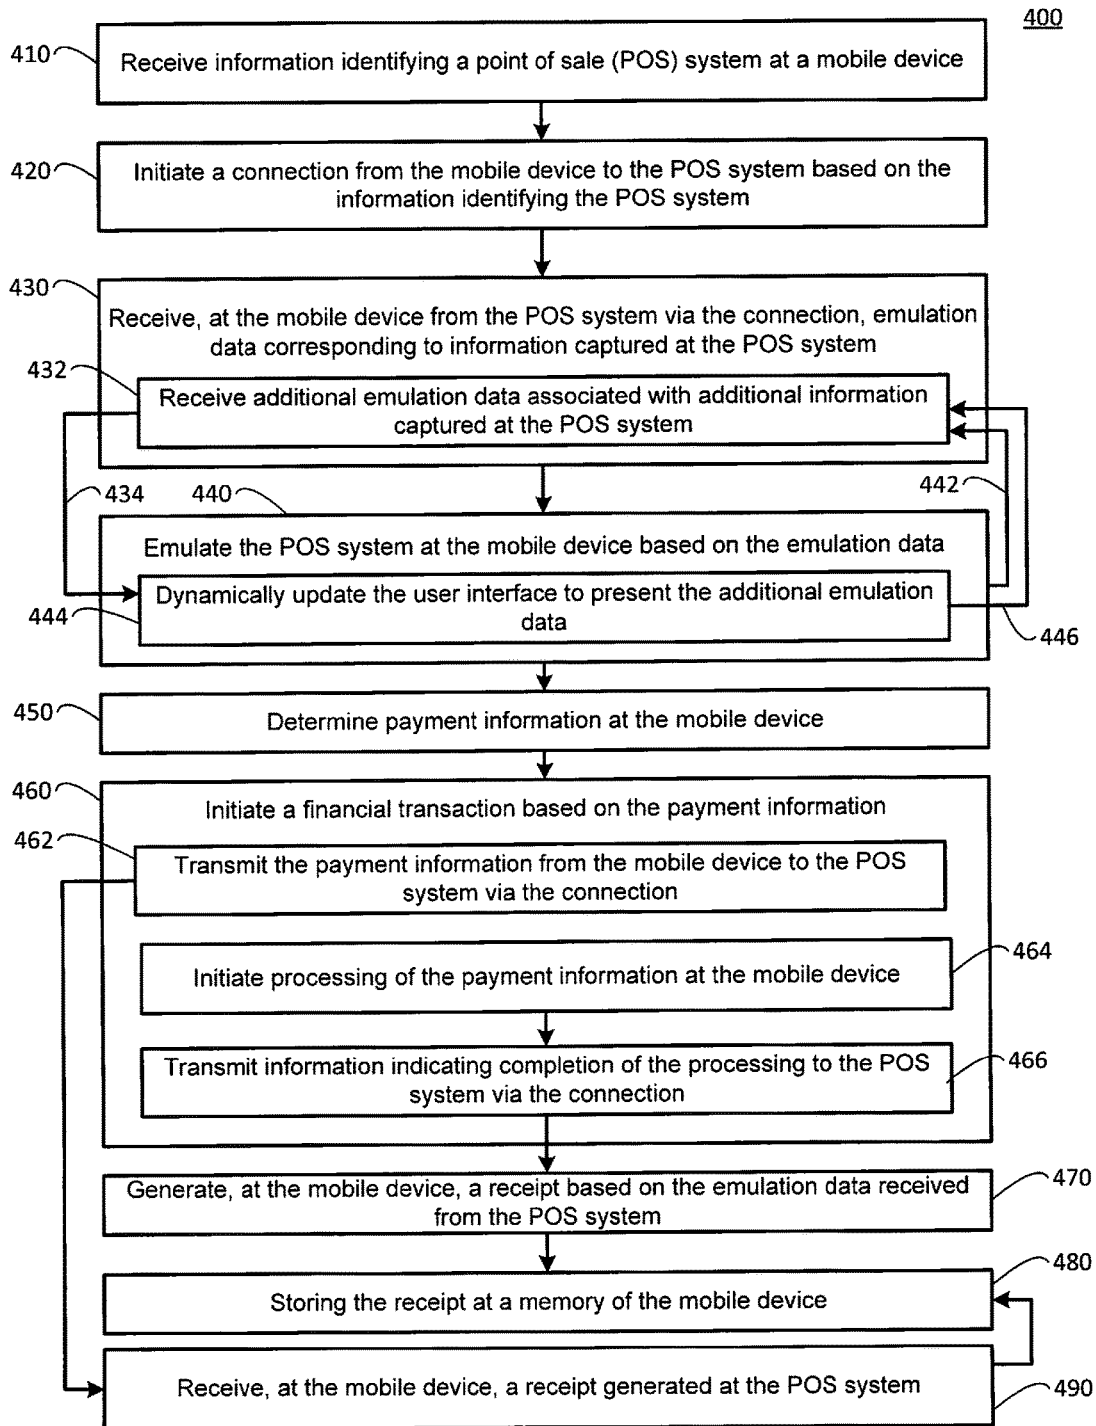 400
410
Receive information identifying a point of sale (POS) system at a mobile device
420
Initiate a connection from the mobile device to the POS system based on the
information identifying the POS system
430
Receive, at the mobile device from the POS system via the connection, emulation
data corresponding to information captured at the POS system
432
Receive additional emulation data associated with additional information
captured at the POS system
434
440
442
Emulate the POS system at the mobile device based on the emulation data
444
Dynamically update the user interface to present the additional emulation
data
446
450
Determine payment information at the mobile device
460
Initiate a financial transaction based on the payment information
462
Transmit the payment information from the mobile device to the POS
system via the connection
464
Initiate processing of the payment information at the mobile device
Transmit information indicating completion of the processing to the POS
system via the connection
466
Generate, at the mobile device, a receipt based on the emulation data received
from the POS system
470
480
Storing the receipt at a memory of the mobile device
Receive, at the mobile device, a receipt generated at the POS system
490